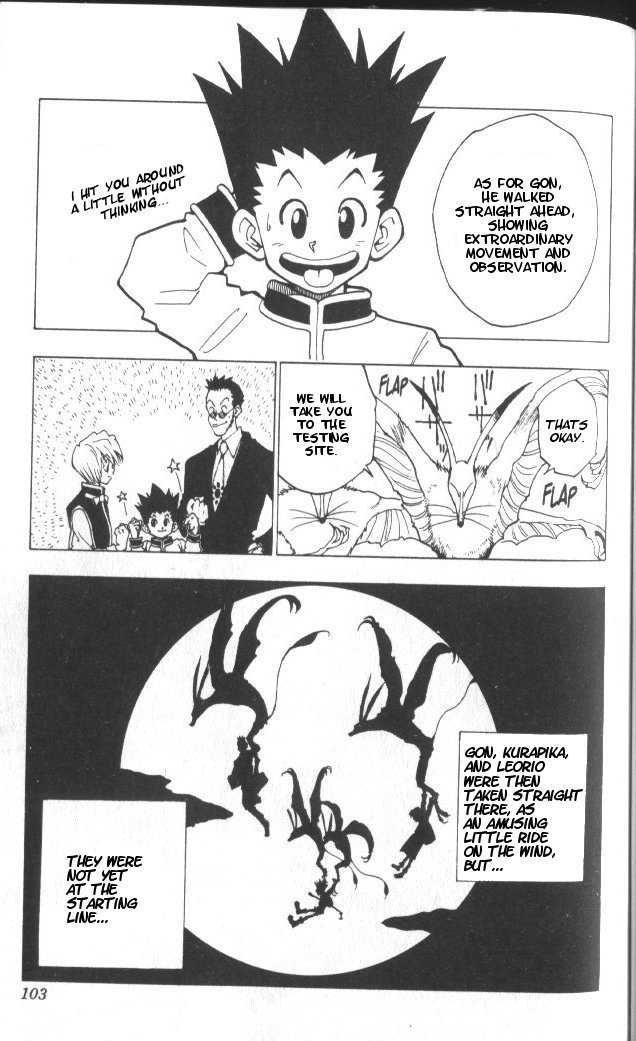 AS FOR GON,
HE WALKED
STRAIGHT AHEAD,
SHOWING
EXTROARDINARY
MOVEMENT AND
OBSERVATION.
I HIT YOU AROUND
A LITTLE WITHOUT
THINKING...
THATS
OKAY.
FLAP
FLAP
WE WILL
TAKE YOU
TO THE
TESTING
SITE.
GON, KURAPIKA,
AND LEORIO
WERE THEN
TAKEN STRAIGHT
THERE, AS
AN AMUSING
LITTLE RIDE
ON THE WIND,
BUT...
THEY WERE
NOT YET
AT THE
STARTING
LINE...
103